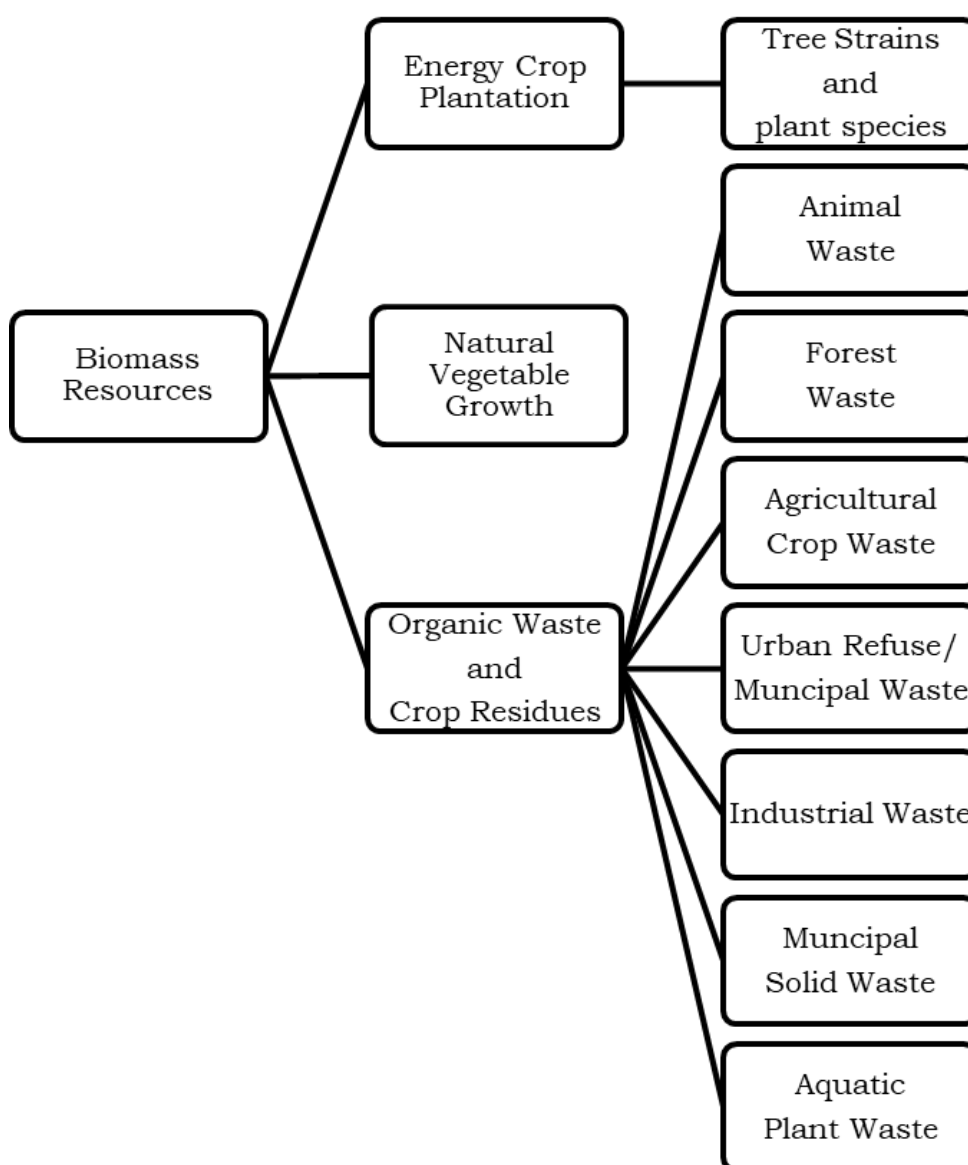 Biomass
Resources
Energy Crop
Plantation
Tree Strains
and
plant species
Natural
Vegetable
Growth
Organic Waste
and
Crop Residues
Animal
Waste
Forest
Waste
Agricultural
Crop Waste
Urban Refuse/
Muncipal Waste
Industrial Waste
Muncipal
Solid Waste
Aquatic
Plant Waste